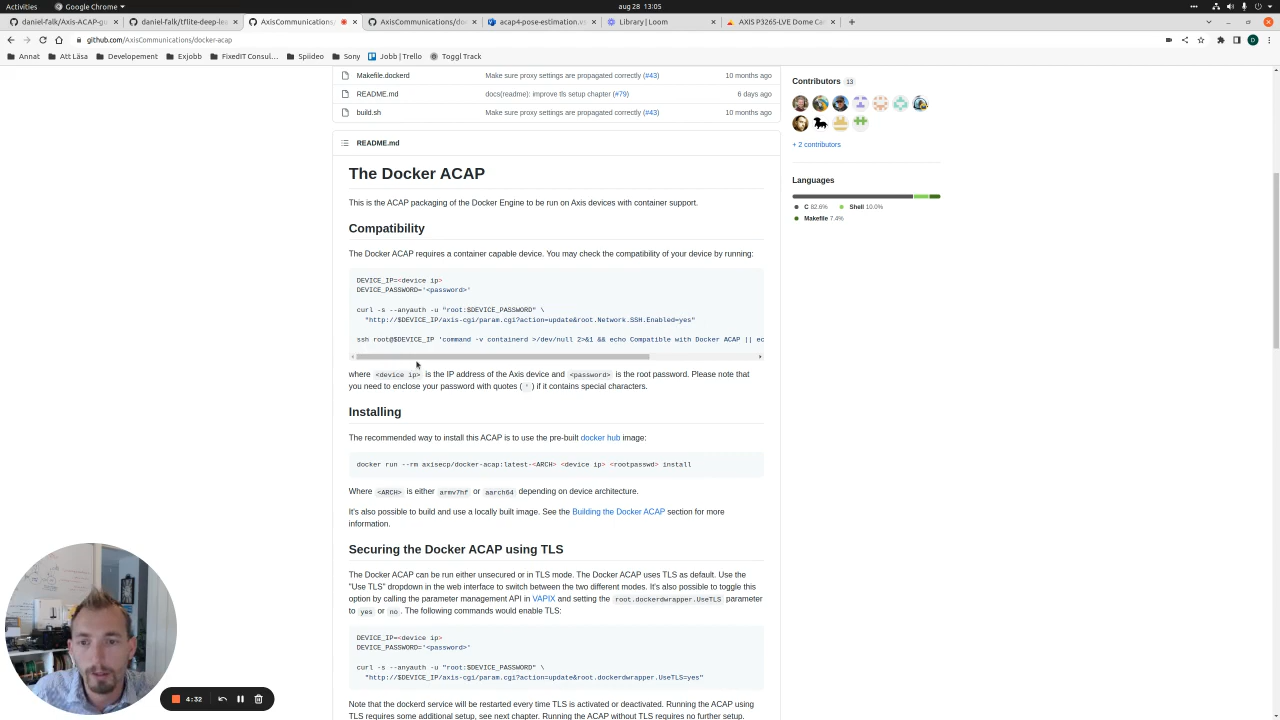 Activities
Google Chrome
aug 28 13:05
daniel-falk/Axis-ACAP-g
daniel-falk/tflite-deep-lea
AxisCommunications/
AxisCommunications/do
acap4-pose-estimation.vs
Library | Loom
AXIS P3265-LVE Dome Ca
github.com/AxisCommunications/docker-acap
Annat
Att Läsa
Developement
Exjobb
FixedIT Consul...
Spiideo
Sony
Jobb | Trello
Toggl Track
Makefile.dockerd Make sure proxy settings are propagated correctly (#43) 10 months ago
README.md docs(readme): improve tls setup chapter (#79) 6 days ago
build.sh Make sure proxy settings are propagated correctly (#43) 10 months ago
README.md
The Docker ACAP
This is the ACAP packaging of the Docker Engine to be run on Axis devices with container support.
Compatibility
The Docker ACAP requires a container capable device. You may check the compatibility of your device by running:
DEVICE_IP=<device ip>
DEVICE_PASSWORD='<password>'
curl -s --anyauth -u "root:$DEVICE_PASSWORD" \
"http://$DEVICE_IP/axis-cgi/param.cgi?action=update&root.Network.SSH.Enabled=yes"
ssh root@$DEVICE_IP 'command -v containerd >/dev/null 2>&1 && echo Compatible with Docker ACAP || ec
where <device ip> is the IP address of the Axis device and <password> is the root password. Please note that
you need to enclose your password with quotes ( ' ) if it contains special characters.
Installing
The recommended way to install this ACAP is to use the pre-built docker hub image:
docker run --rm axisecp/docker-acap:latest-<ARCH> <device ip> <rootpasswd> install
Where <ARCH> is either armv7hf or aarch64 depending on device architecture.
It's also possible to build and use a locally built image. See the Building the Docker ACAP section for more
information.
Securing the Docker ACAP using TLS
The Docker ACAP can be run either unsecured or in TLS mode. The Docker ACAP uses TLS as default. Use the
"Use TLS" dropdown in the web interface to switch between the two different modes. It's also possible to toggle this
option by calling the parameter management API in VAPIX and setting the root.dockerdwrapper.UseTLS parameter
to yes or no. The following commands would enable TLS:
DEVICE_IP=<device ip>
DEVICE_PASSWORD='<password>'
curl -s --anyauth -u "root:$DEVICE_PASSWORD" \
"http://$DEVICE_IP/axis-cgi/param.cgi?action=update&root.dockerdwrapper.UseTLS=yes"
Note that the dockerd service will be restarted every time TLS is activated or deactivated. Running the ACAP using
TLS requires some additional setup, see next chapter. Running the ACAP without TLS requires no further setup.
Contributors 13
+ 2 contributors
Languages
C 82.6% Shell 10.0%
Makefile 7.4%
4:32